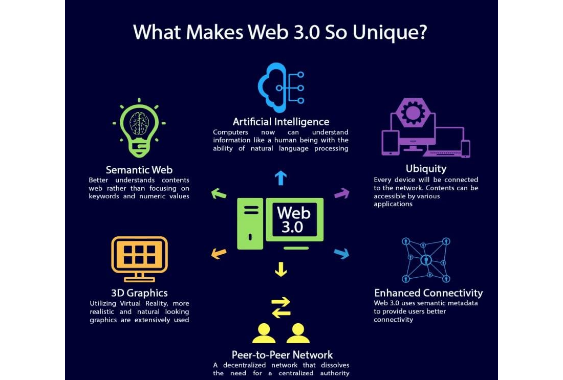 What Makes Web 3.0 So Unique?
Artificial Intelligence
Computers now can understand
information like a human being with the
ability of natural language processing
Semantic Web
Better understands contents
web rather than focusing on
keywords and numeric values
Ubiquity
Every device will be connected
to the network. Contents can be
accessible by various
applications
Web
3.0
3D Graphics
Utilizing Virtual Reality, more
realistic and natural looking
graphics are extensively used
Enhanced Connectivity
Web 3.0 uses semantic metadata
to provide users better
connectivity
Peer-to-Peer Network
A decentralized network that dissolves
the need for a centralized authority